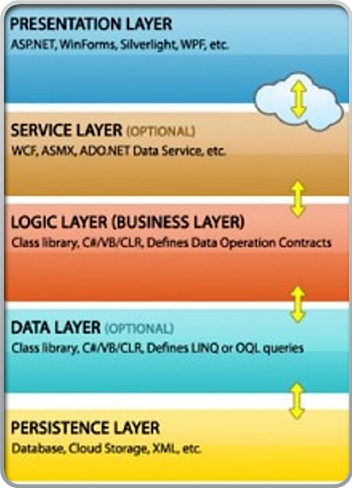 PRESENTATION LAYER
ASP.NET, WinForms, Silverlight, WPF, etc.
SERVICE LAYER (OPTIONAL)
WCF, ASMX, ADO.NET Data Service, etc.
LOGIC LAYER (BUSINESS LAYER)
Class library, C#/VB/CLR, Defines Data Operation Contracts
DATA LAYER (OPTIONAL)
Class library, C#/VB/CLR, Defines LINQ or OQL queries
PERSISTENCE LAYER
Database, Cloud Storage, XML, etc.